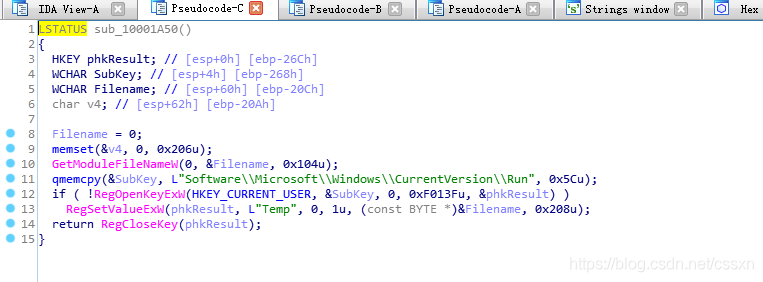 IDA View-A Pseudocode-C Pseudocode-B Pseudocode-A Strings window Hex
1 LSTATUS sub_10001A50()
2 {
3 HKEY phkResult; // [esp+0h] [ebp-26Ch]
4 WCHAR SubKey; // [esp+4h] [ebp-268h]
5 WCHAR Filename; // [esp+60h] [ebp-20Ch]
6 char v4; // [esp+62h] [ebp-20Ah]
7
8 Filename = 0;
9 memset(&v4, 0, 0x206u);
10 GetModuleFileNameW(0, &Filename, 0x104u);
11 qmemcpy(&SubKey, L"Software\\Microsoft\\Windows\\CurrentVersion\\Run", 0x5Cu);
12 if ( !RegOpenKeyExW(HKEY_CURRENT_USER, &SubKey, 0, 0xF013Fu, &phkResult) )
13 RegSetValueExW(phkResult, L"Temp", 0, 1u, (const BYTE *)&Filename, 0x208u);
14 return RegCloseKey(phkResult);
15 }
https://blog.csdn.net/cssxn